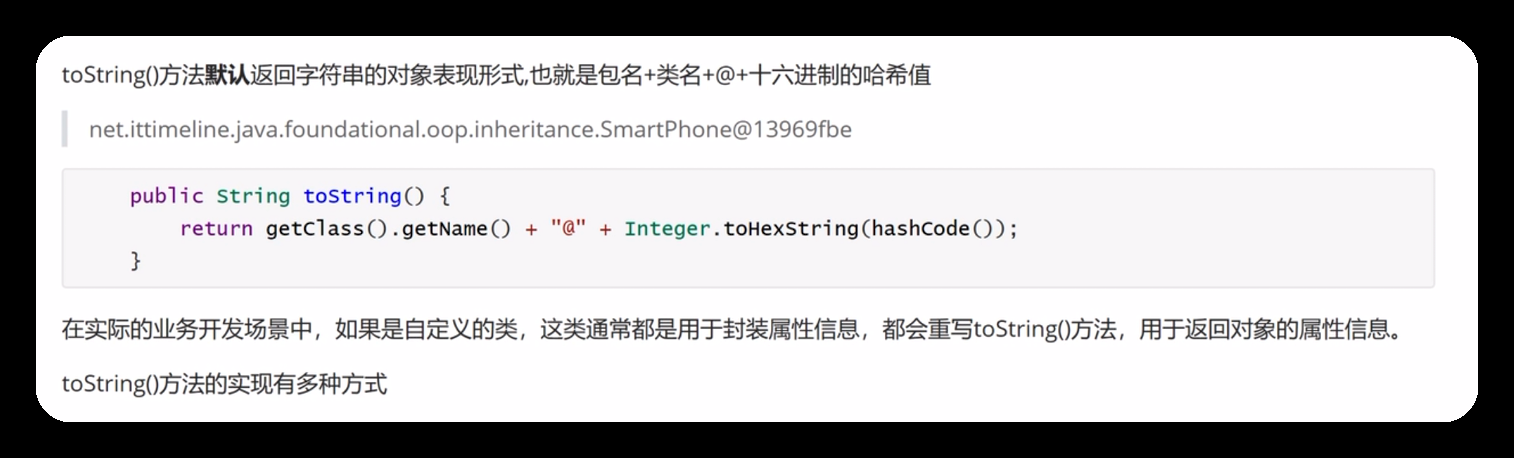 toString()方法默认返回字符串的对象表现形式,也就是包名+类名+@+十六进制的哈希值
net.ittimeline.java.foundational.oop.inheritance.SmartPhone@13969fbe
public String toString() {
return getClass().getName() + "@" + Integer.toHexString(hashCode());
}
在实际的业务开发场景中，如果是自定义的类，这类通常都是用于封装属性信息，都会重写toString()方法，用于返回对象的属性信息。
toString()方法的实现有多种方式